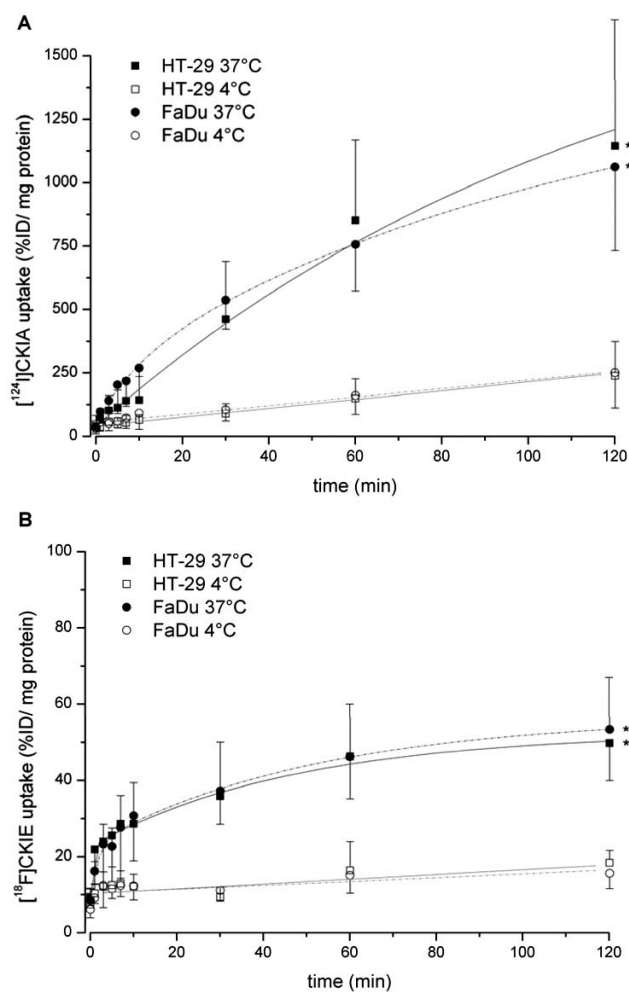 A
HT-29 37°C
HT-29 4°C
FaDu 37°C
FaDu 4°C
[¹²⁴I]CKIA uptake (%ID/ mg protein)
1500
1250
1000
750
500
250
0
*
*
0 20 40 60 80 100 120
time (min)
B
HT-29 37°C
HT-29 4°C
FaDu 37°C
FaDu 4°C
[¹⁸F]CKIE uptake (%ID/ mg protein)
100
80
60
40
20
0
*
*
0 20 40 60 80 100 120
time (min)